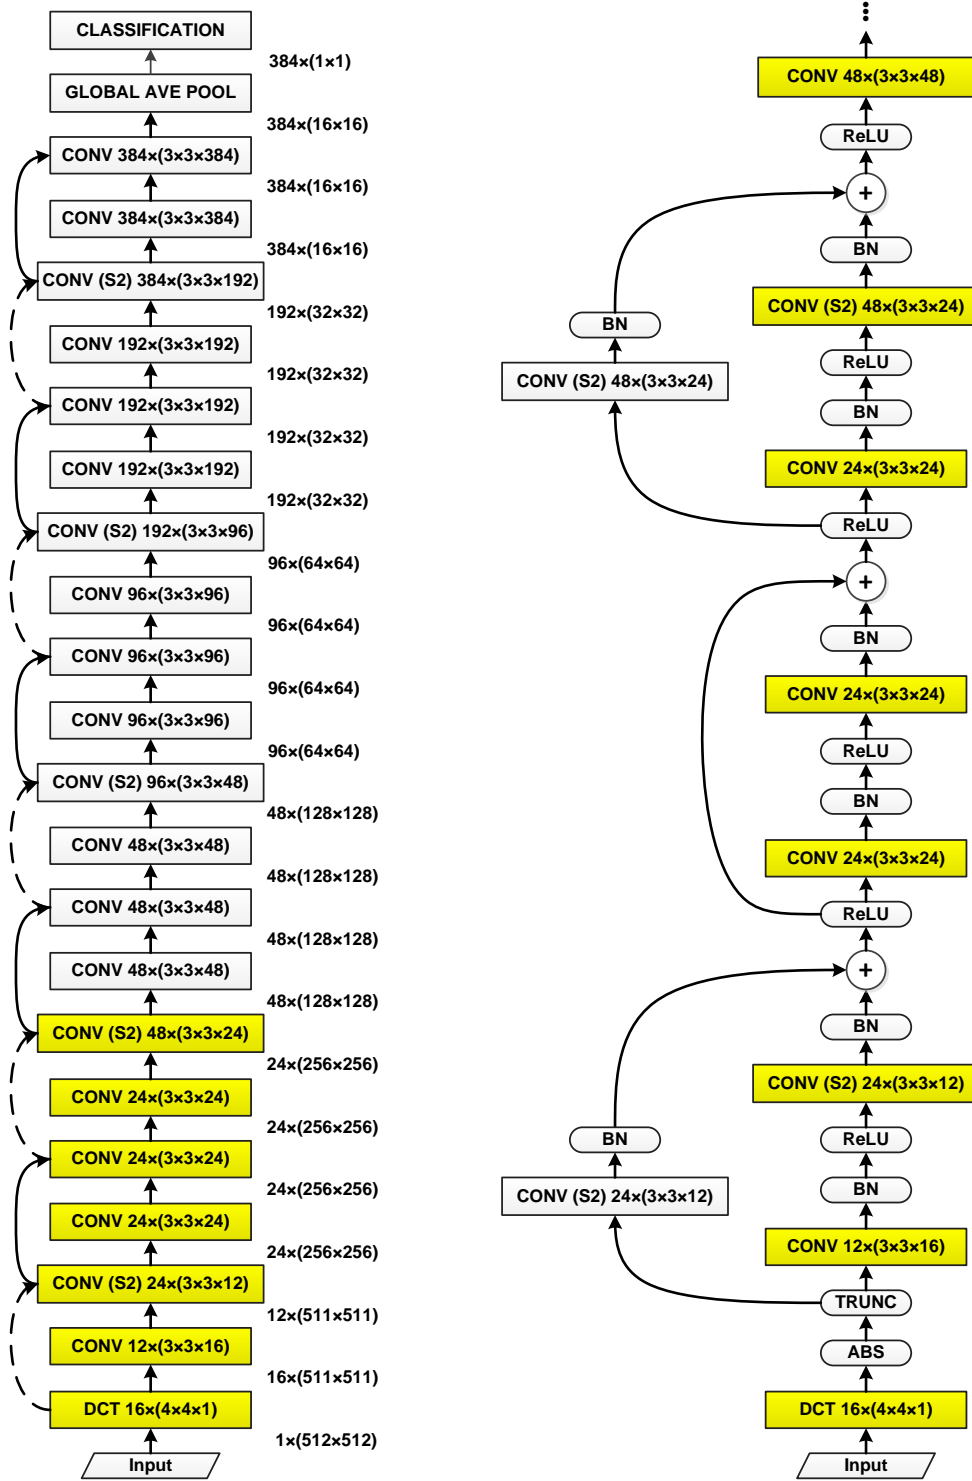 CLASSIFICATION
384×(1×1)
GLOBAL AVE POOL
384×(16×16)
CONV 384×(3×3×384)
384×(16×16)
CONV 384×(3×3×384)
384×(16×16)
CONV (S2) 384×(3×3×192)
192×(32×32)
CONV 192×(3×3×192)
192×(32×32)
CONV 192×(3×3×192)
192×(32×32)
CONV 192×(3×3×192)
192×(32×32)
CONV (S2) 192×(3×3×96)
96×(64×64)
CONV 96×(3×3×96)
96×(64×64)
CONV 96×(3×3×96)
96×(64×64)
CONV 96×(3×3×96)
96×(64×64)
CONV (S2) 96×(3×3×48)
48×(128×128)
CONV 48×(3×3×48)
48×(128×128)
CONV 48×(3×3×48)
48×(128×128)
CONV 48×(3×3×48)
48×(128×128)
CONV (S2) 48×(3×3×24)
24×(256×256)
CONV 24×(3×3×24)
24×(256×256)
CONV 24×(3×3×24)
24×(256×256)
CONV 24×(3×3×24)
24×(256×256)
CONV (S2) 24×(3×3×12)
12×(511×511)
CONV 12×(3×3×16)
16×(511×511)
DCT 16×(4×4×1)
1×(512×512)
Input
CONV 48×(3×3×48)
ReLU
+
BN
CONV (S2) 48×(3×3×24)
BN
ReLU
CONV (S2) 48×(3×3×24)
BN
CONV 24×(3×3×24)
ReLU
+
BN
CONV 24×(3×3×24)
ReLU
BN
CONV 24×(3×3×24)
ReLU
+
BN
CONV (S2) 24×(3×3×12)
BN
ReLU
CONV (S2) 24×(3×3×12)
BN
CONV 12×(3×3×16)
TRUNC
ABS
DCT 16×(4×4×1)
Input